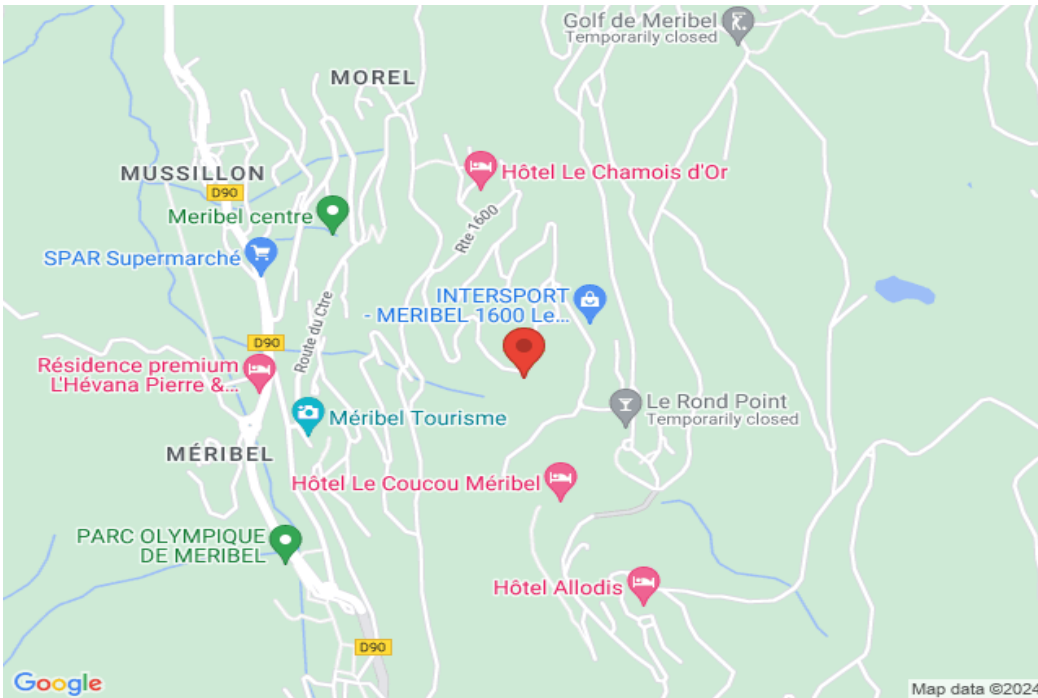 Golf de Meribel
Temporarily closed
MOREL
MUSSILLON
D90
Hôtel Le Chamois d'Or
Meribel centre
Rte 1600
SPAR Supermarché
INTERSPORT
- MERIBEL 1600 Le...
Route du Ctre
D90
Résidence premium
L'Hévana Pierre &...
Le Rond Point
Temporarily closed
Méribel Tourisme
MÉRIBEL
Hôtel Le Coucou Méribel
PARC OLYMPIQUE
DE MERIBEL
Hôtel Allodis
D90
Google
Map data ©2024